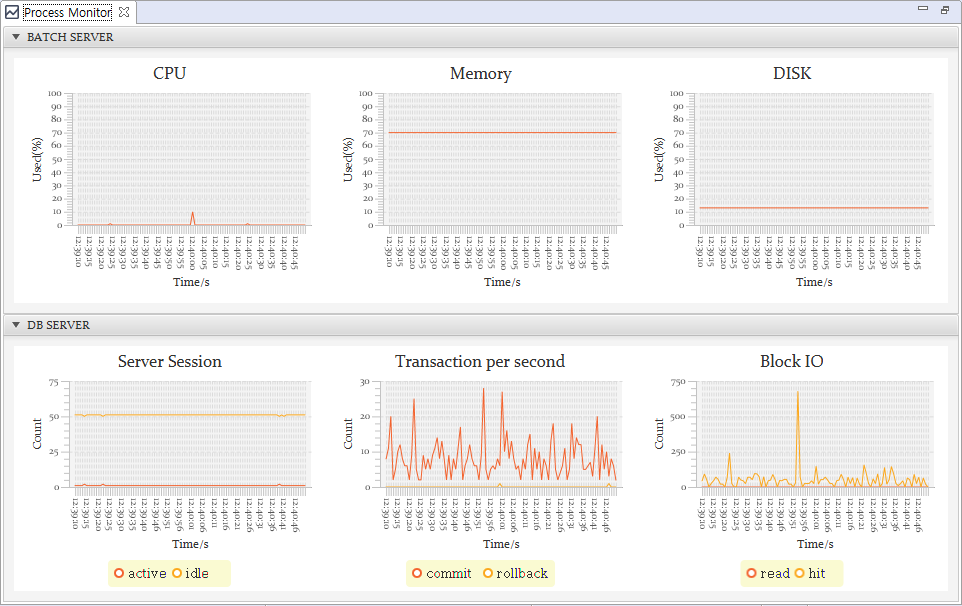 Process Monitor
BATCH SERVER
CPU
Memory
DISK
100 90 80 70 60 50 40 30 20 10 0
Used(%)
12:39:10 12:39:15 12:39:20 12:39:25 12:39:30 12:39:35 12:39:40 12:39:45 12:39:50 12:39:55 12:40:00 12:40:05 12:40:10 12:40:15 12:40:20 12:40:25 12:40:30 12:40:35 12:40:40 12:40:45
Time/s
100 90 80 70 60 50 40 30 20 10 0
Used(%)
12:39:10 12:39:15 12:39:20 12:39:25 12:39:30 12:39:35 12:39:40 12:39:45 12:39:50 12:39:55 12:40:00 12:40:05 12:40:10 12:40:15 12:40:20 12:40:25 12:40:30 12:40:35 12:40:40 12:40:45
Time/s
100 90 80 70 60 50 40 30 20 10 0
Used(%)
12:39:10 12:39:15 12:39:20 12:39:25 12:39:30 12:39:35 12:39:40 12:39:45 12:39:50 12:39:55 12:40:00 12:40:05 12:40:10 12:40:15 12:40:20 12:40:25 12:40:30 12:40:35 12:40:40 12:40:45
Time/s
DB SERVER
Server Session
Transaction per second
Block IO
75 50 25 0
Count
12:39:10 12:39:15 12:39:20 12:39:25 12:39:30 12:39:35 12:39:40 12:39:46 12:39:51 12:39:56 12:40:01 12:40:06 12:40:11 12:40:16 12:40:21 12:40:26 12:40:31 12:40:36 12:40:41 12:40:46
Time/s
active idle
30 20 10 0
Count
12:39:10 12:39:15 12:39:20 12:39:25 12:39:30 12:39:35 12:39:40 12:39:46 12:39:51 12:39:56 12:40:01 12:40:06 12:40:11 12:40:16 12:40:21 12:40:26 12:40:31 12:40:36 12:40:41 12:40:46
Time/s
commit rollback
750 500 250 0
Count
12:39:10 12:39:15 12:39:20 12:39:25 12:39:30 12:39:35 12:39:40 12:39:46 12:39:51 12:39:56 12:40:01 12:40:06 12:40:11 12:40:16 12:40:21 12:40:26 12:40:31 12:40:36 12:40:41 12:40:46
Time/s
read hit